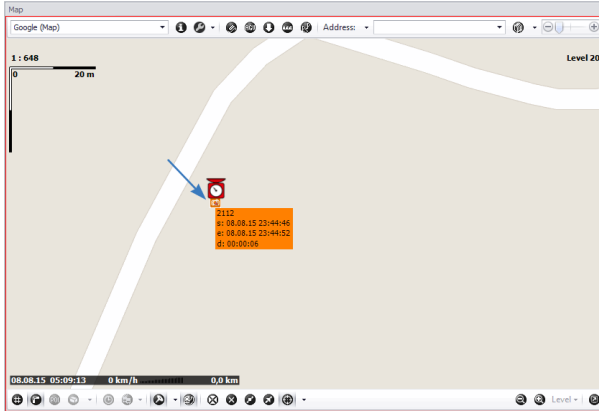 Map
Google (Map)
Address:
1 : 648
Level 20
0 20 m
2112
s: 08.08.15 23:44:46
e: 08.08.15 23:44:52
d: 00:00:06
08.08.15 05:09:13 0 km/h 0,0 km
Level